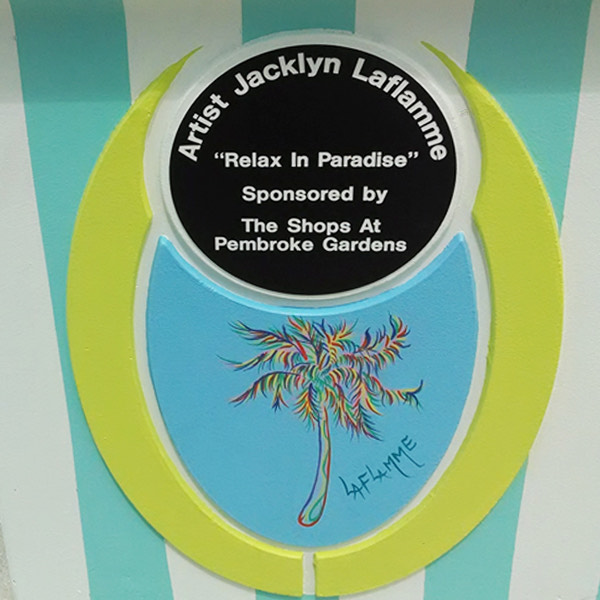 Artist Jacklyn Laflamme
“Relax In Paradise”
Sponsored by
The Shops At
Pembroke Gardens
LAFLAMME